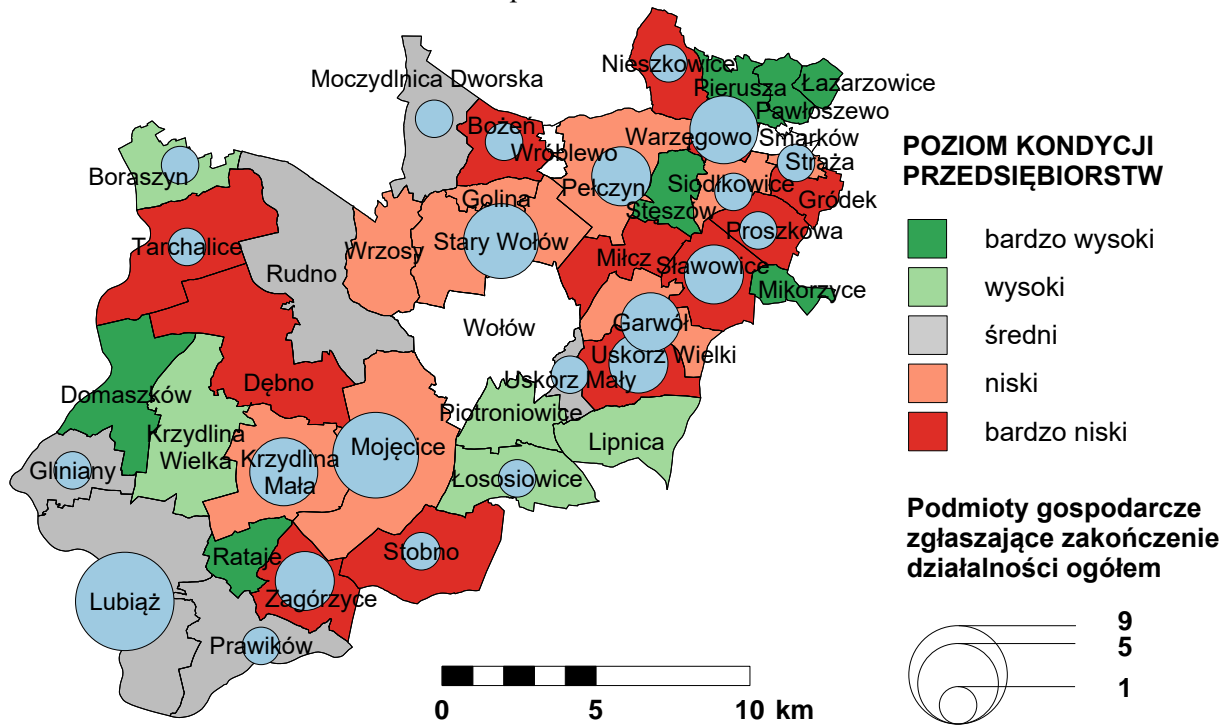 Nieszkowice
Moczydlnica Dworska
Pierusza
Łazarzowice
Pawłoszewo
Bożeń
Warzęgowo
Smarków
Wróblewo
Straża
Boraszyn
Pełczyn
Siodłkowice
Gródek
Golina
Stęszów
Proszkowa
Tarchalice
Wrzosy
Stary Wołów
Rudno
Miłcz
Sławowice
Mikorzyce
Wołów
Garwół
Uskorz Wielki
Uskorz Mały
Dębno
Domaszków
Piotroniowice
Krzydlina
Wielka
Lipnica
Mojęcice
Krzydlina
Mała
Gliniany
Łososiowice
Rataje
Stobno
Lubiąż
Zagórzyce
Prawików
0 5 10 km
POZIOM KONDYCJI
PRZEDSIĘBIORSTW
bardzo wysoki
wysoki
średni
niski
bardzo niski
Podmioty gospodarcze
zgłaszające zakończenie
działalności ogółem
9
5
1